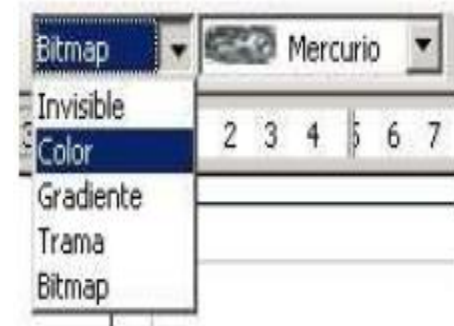 Bitmap Mercurio
Invisible
Color 2 3 4 5 6 7
Gradiente
Trama
Bitmap